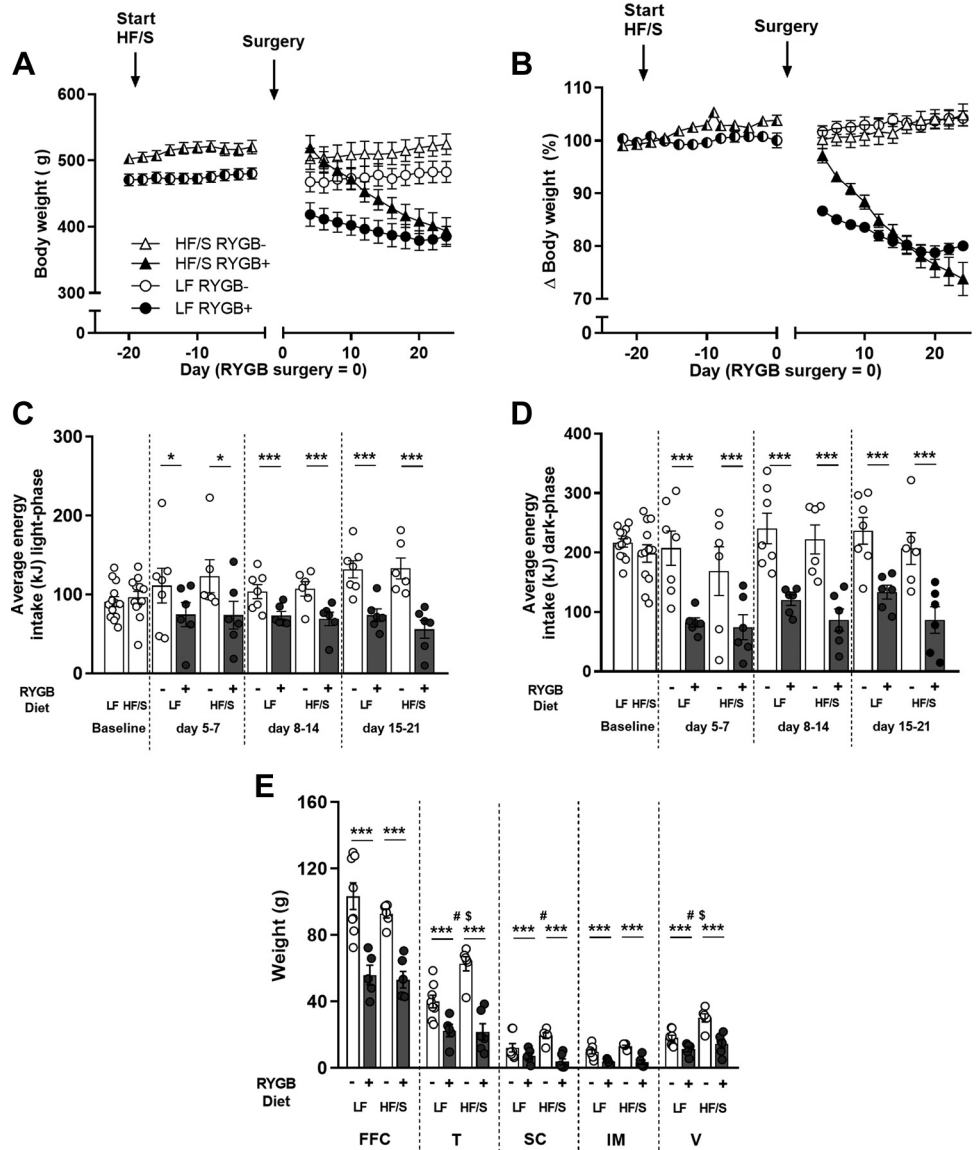 A
Start
HF/S
Surgery
Body weight ( g)
600
500
400
300
0
HF/S RYGB-
HF/S RYGB+
LF RYGB-
LF RYGB+
-20
-10
0
10
20
Day (RYGB surgery = 0)
B
Start
HF/S
Surgery
Δ Body weight (%)
110
100
90
80
70
0
-20
-10
0
10
20
Day (RYGB surgery = 0)
C
Average energy
intake (kJ) light-phase
300
200
100
0
* * *** *** *** ***
RYGB - + - + - + - + - + - +
Diet LF HF/S LF HF/S LF HF/S LF HF/S
Baseline day 5-7 day 8-14 day 15-21
D
Average energy
intake (kJ) dark-phase
400
300
200
100
0
*** *** *** *** *** ***
RYGB - + - + - + - + - + - +
Diet LF HF/S LF HF/S LF HF/S LF HF/S
Baseline day 5-7 day 8-14 day 15-21
E
Weight (g)
160
120
80
40
0
*** ***
# $
*** ***
#
*** ***
*** ***
# $
*** ***
RYGB - + - + - + - + - + - + - + - + - + - +
Diet LF HF/S LF HF/S LF HF/S LF HF/S LF HF/S
FFC T SC IM V